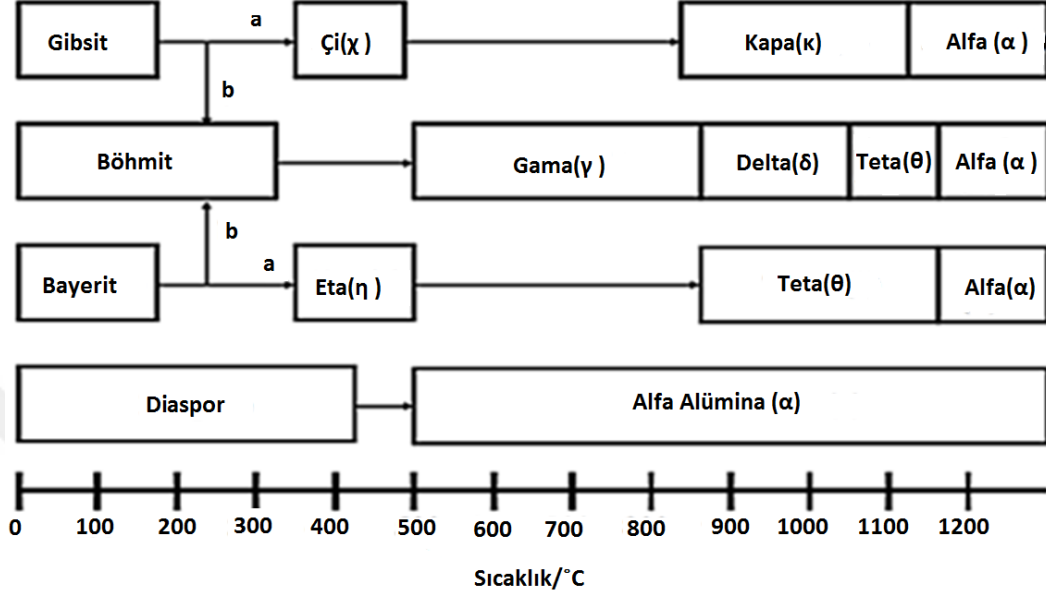 Gibsit a Çi(χ ) Kapa(κ) Alfa (α )
b
Böhmit Gama(γ ) Delta(δ) Teta(θ) Alfa (α )
b
Bayerit a Eta(η ) Teta(θ) Alfa(α)
Diaspor Alfa Alümina (α)
0 100 200 300 400 500 600 700 800 900 1000 1100 1200
Sıcaklık/˚C